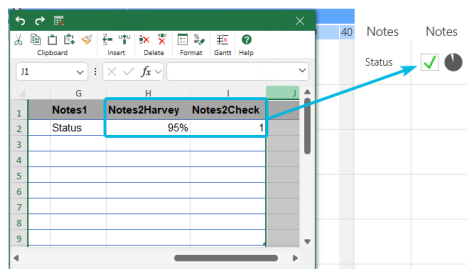 40 Notes Notes
Clipboard Insert Delete Format Gantt Help
J1 fx
G H I J
1 Notes1 Notes2Harvey Notes2Check
2 Status 95% 1
3
4
5
6
7
8
9
Status